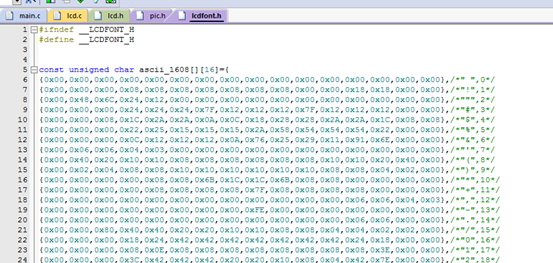 main.c lcd.c lcd.h pic.h lcdfont.h
1 #ifndef __LCDFONT_H
2 #define __LCDFONT_H
3
4
5 const unsigned char ascii_1608[][16]={
6 {0x00,0x00,0x00,0x00,0x00,0x00,0x00,0x00,0x00,0x00,0x00,0x00,0x00,0x00,0x00,0x00},/*" ",0*/
7 {0x00,0x00,0x00,0x08,0x08,0x08,0x08,0x08,0x08,0x08,0x00,0x00,0x18,0x18,0x00,0x00},/*"!",1*/
8 {0x00,0x48,0x6C,0x24,0x12,0x00,0x00,0x00,0x00,0x00,0x00,0x00,0x00,0x00,0x00,0x00},/*""",2*/
9 {0x00,0x00,0x00,0x24,0x24,0x24,0x7F,0x12,0x12,0x12,0x7F,0x12,0x12,0x12,0x00,0x00},/*"#",3*/
10 {0x00,0x00,0x08,0x1C,0x2A,0x2A,0x0A,0x0C,0x18,0x28,0x28,0x2A,0x2A,0x1C,0x08,0x08},/*"$",4*/
11 {0x00,0x00,0x00,0x22,0x25,0x15,0x15,0x15,0x2A,0x58,0x54,0x54,0x54,0x22,0x00,0x00},/*"%",5*/
12 {0x00,0x00,0x00,0x0C,0x12,0x12,0x12,0x0A,0x76,0x25,0x29,0x11,0x91,0x6E,0x00,0x00},/*"&",6*/
13 {0x00,0x06,0x06,0x04,0x03,0x00,0x00,0x00,0x00,0x00,0x00,0x00,0x00,0x00,0x00,0x00},/*"'",7*/
14 {0x00,0x40,0x20,0x10,0x10,0x08,0x08,0x08,0x08,0x08,0x08,0x10,0x10,0x20,0x40,0x00},/*"(",8*/
15 {0x00,0x02,0x04,0x08,0x08,0x10,0x10,0x10,0x10,0x10,0x10,0x08,0x08,0x04,0x02,0x00},/*")",9*/
16 {0x00,0x00,0x00,0x00,0x08,0x08,0x6B,0x1C,0x1C,0x6B,0x08,0x08,0x00,0x00,0x00,0x00},/*"*",10*/
17 {0x00,0x00,0x00,0x00,0x08,0x08,0x08,0x7F,0x08,0x08,0x08,0x00,0x00,0x00,0x00,0x00},/*"+",11*/
18 {0x00,0x00,0x00,0x00,0x00,0x00,0x00,0x00,0x00,0x00,0x00,0x00,0x06,0x06,0x04,0x03},/*",",12*/
19 {0x00,0x00,0x00,0x00,0x00,0x00,0x00,0xFE,0x00,0x00,0x00,0x00,0x00,0x00,0x00,0x00},/*"-",13*/
20 {0x00,0x00,0x00,0x00,0x00,0x00,0x00,0x00,0x00,0x00,0x00,0x00,0x06,0x06,0x00,0x00},/*".",14*/
21 {0x00,0x00,0x80,0x40,0x40,0x20,0x20,0x10,0x10,0x08,0x08,0x04,0x04,0x02,0x02,0x00},/*"/",15*/
22 {0x00,0x00,0x00,0x18,0x24,0x42,0x42,0x42,0x42,0x42,0x42,0x42,0x24,0x18,0x00,0x00},/*"0",16*/
23 {0x00,0x00,0x00,0x08,0x0E,0x08,0x08,0x08,0x08,0x08,0x08,0x08,0x08,0x3E,0x00,0x00},/*"1",17*/
24 {0x00,0x00,0x00,0x3C,0x42,0x42,0x42,0x20,0x20,0x10,0x08,0x04,0x42,0x7E,0x00,0x00},/*"2",18*/